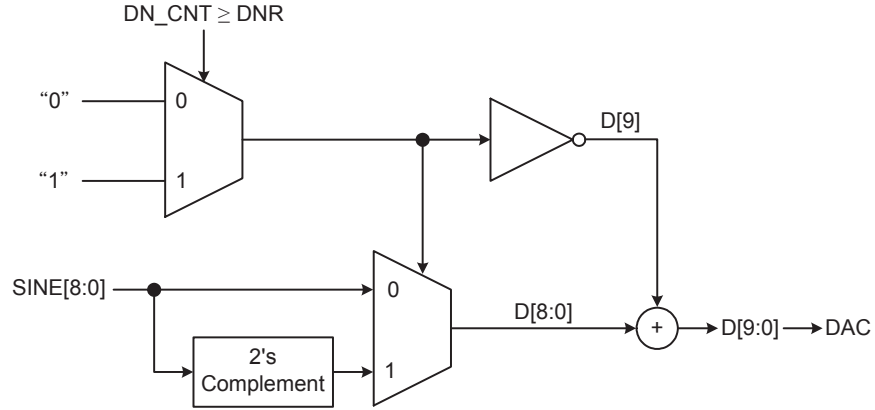 DN_CNT ≥ DNR
“0”
0
D[9]
“1”
1
SINE[8:0]
0
D[8:0]
+
D[9:0]
DAC
2's
Complement
1